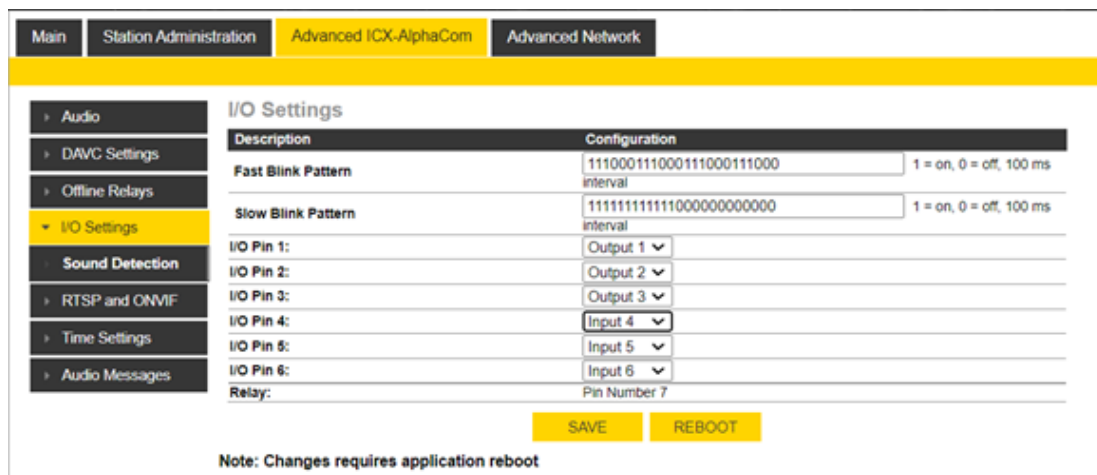 Main Station Administration Advanced ICX-AlphaCom Advanced Network
Audio
DAVC Settings
Offline Relays
I/O Settings
Sound Detection
RTSP and ONVIF
Time Settings
Audio Messages
I/O Settings
Description Configuration
Fast Blink Pattern 111000111000111000111000 1 = on, 0 = off, 100 ms
interval
Slow Blink Pattern 111111111111000000000000 1 = on, 0 = off, 100 ms
interval
I/O Pin 1: Output 1
I/O Pin 2: Output 2
I/O Pin 3: Output 3
I/O Pin 4: Input 4
I/O Pin 5: Input 5
I/O Pin 6: Input 6
Relay: Pin Number 7
SAVE REBOOT
Note: Changes requires application reboot